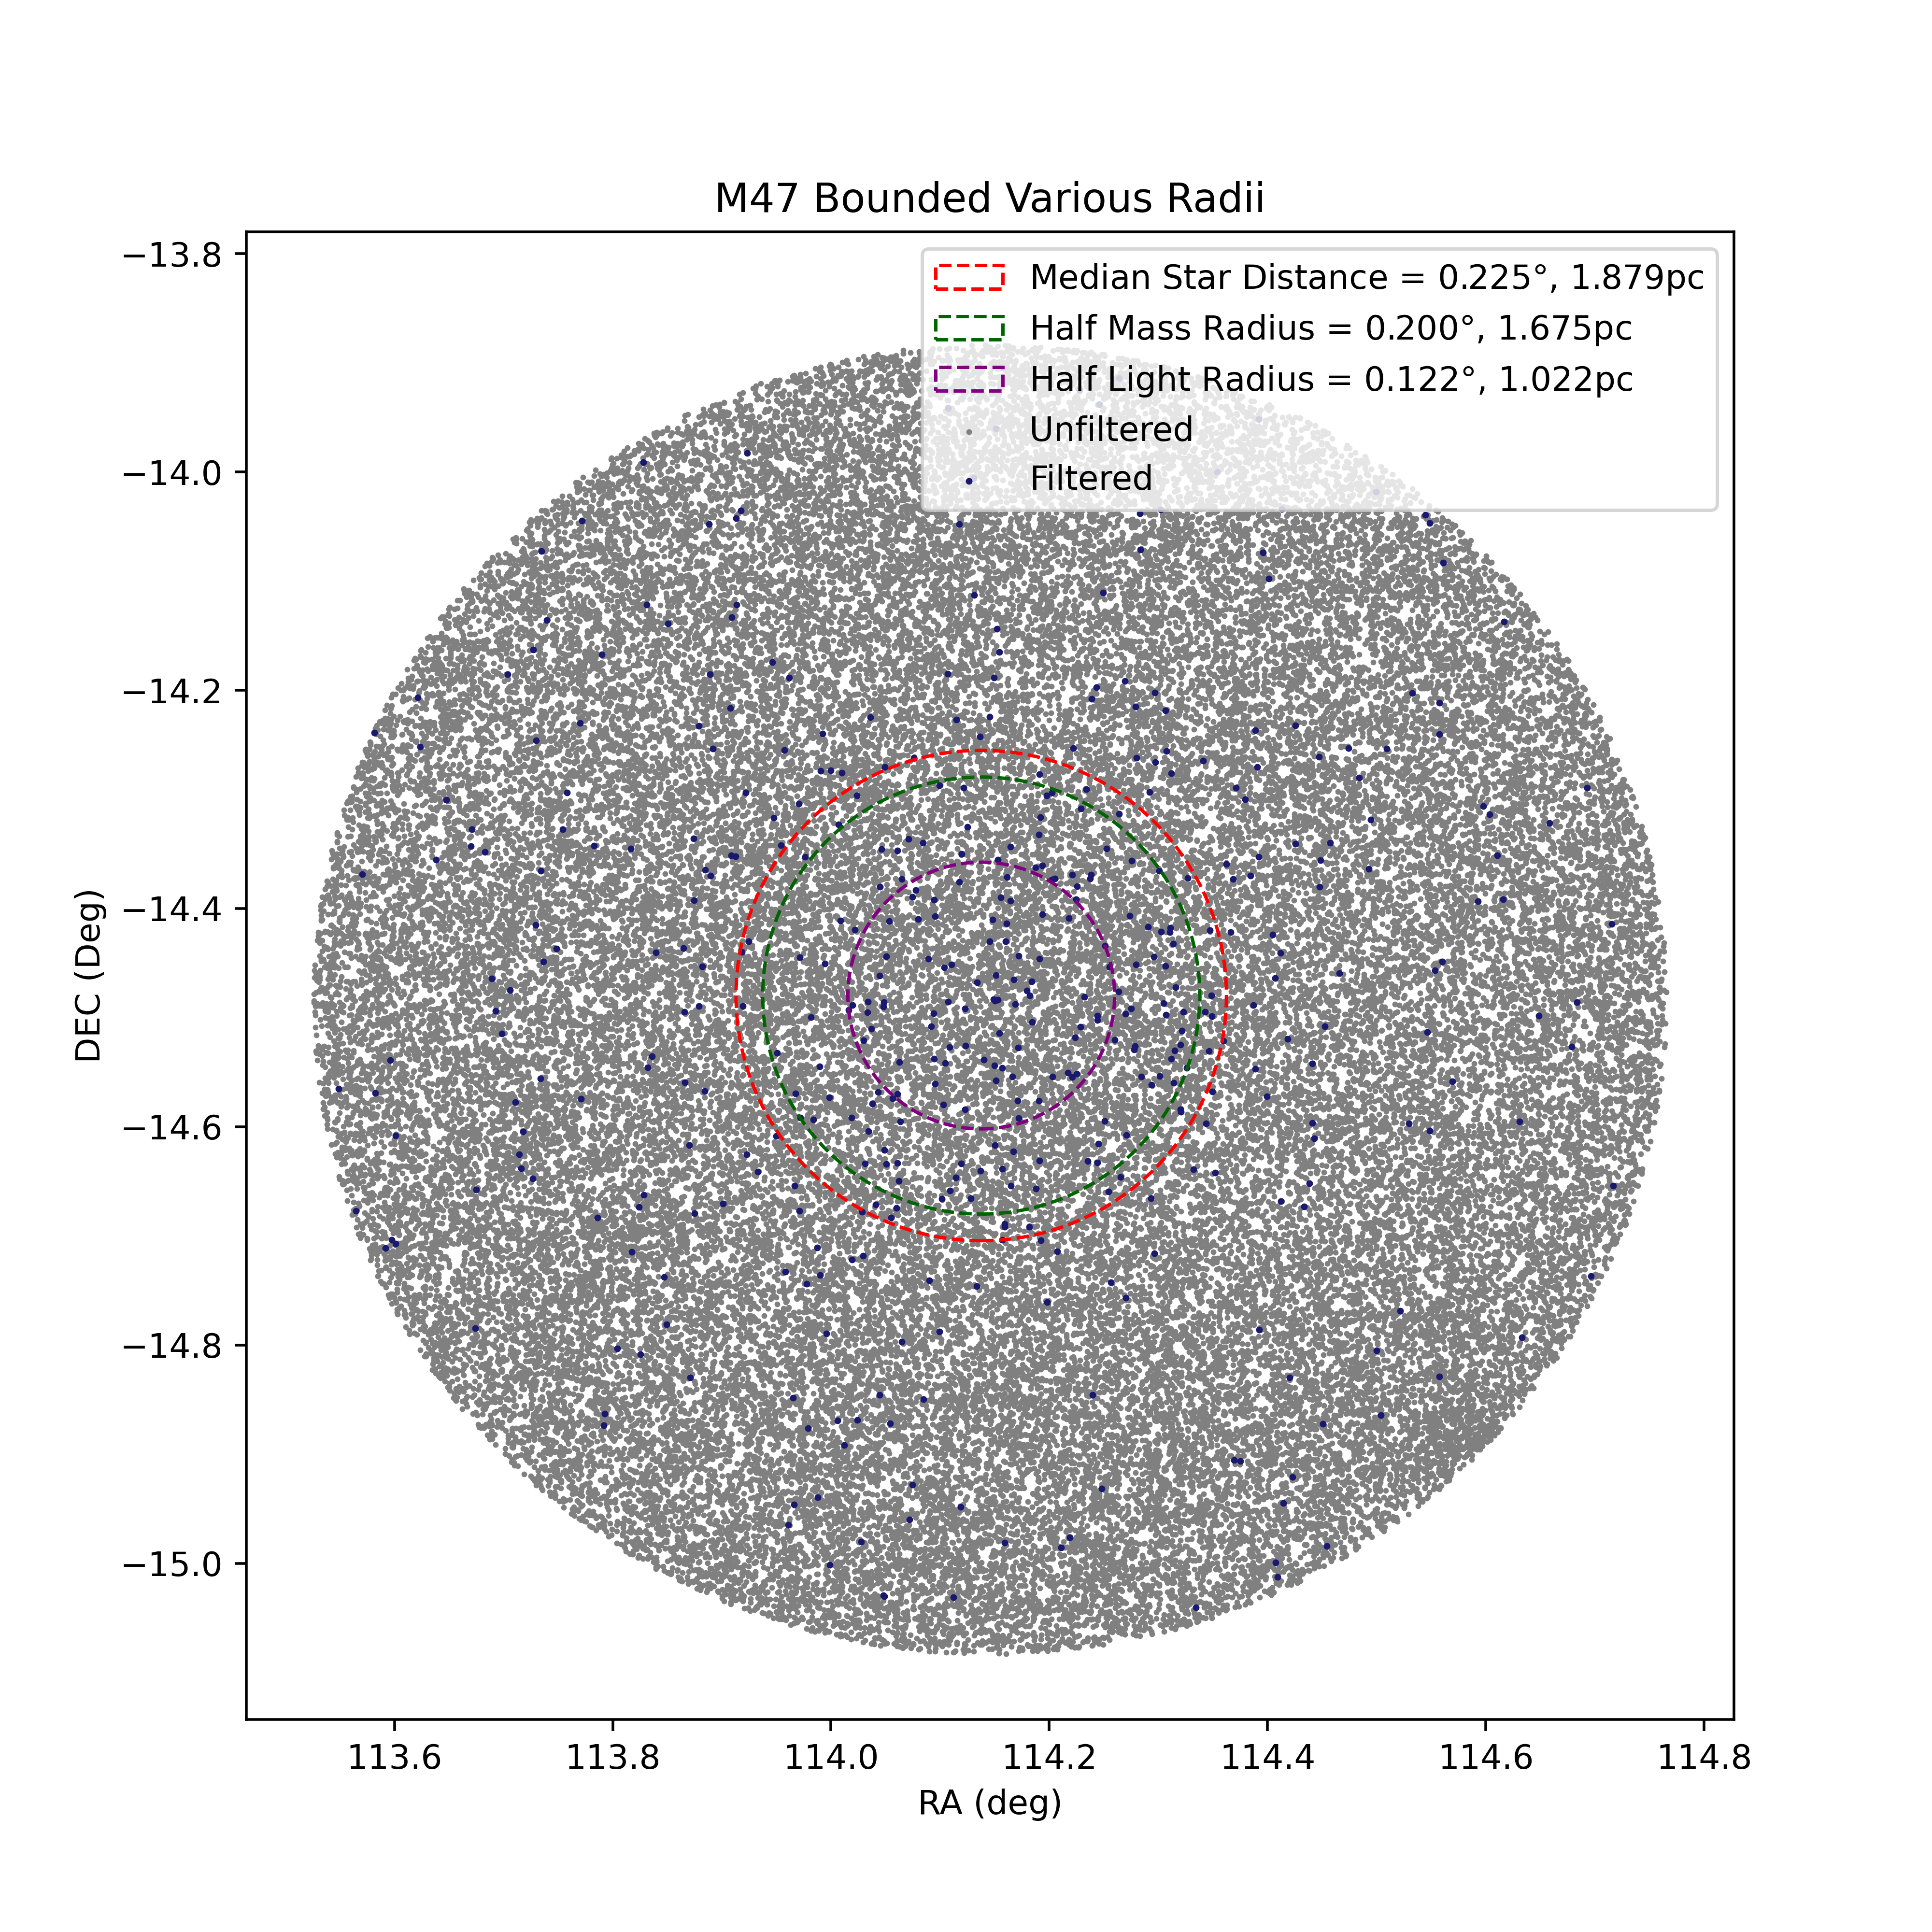 M47 Bounded Various Radii
Median Star Distance = 0.225°, 1.879pc
Half Mass Radius = 0.200°, 1.675pc
Half Light Radius = 0.122°, 1.022pc
Unfiltered
Filtered
−13.8
−14.0
−14.2
−14.4
−14.6
−14.8
−15.0
DEC (Deg)
113.6 113.8 114.0 114.2 114.4 114.6 114.8
RA (deg)